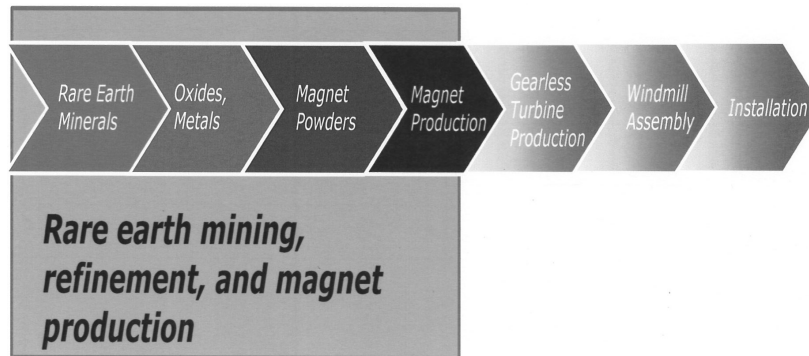 Rare Earth
Minerals
Oxides,
Metals
Magnet
Powders
Magnet
Production
Gearless
Turbine
Production
Windmill
Assembly
Installation
Rare earth mining,
refinement, and magnet
production